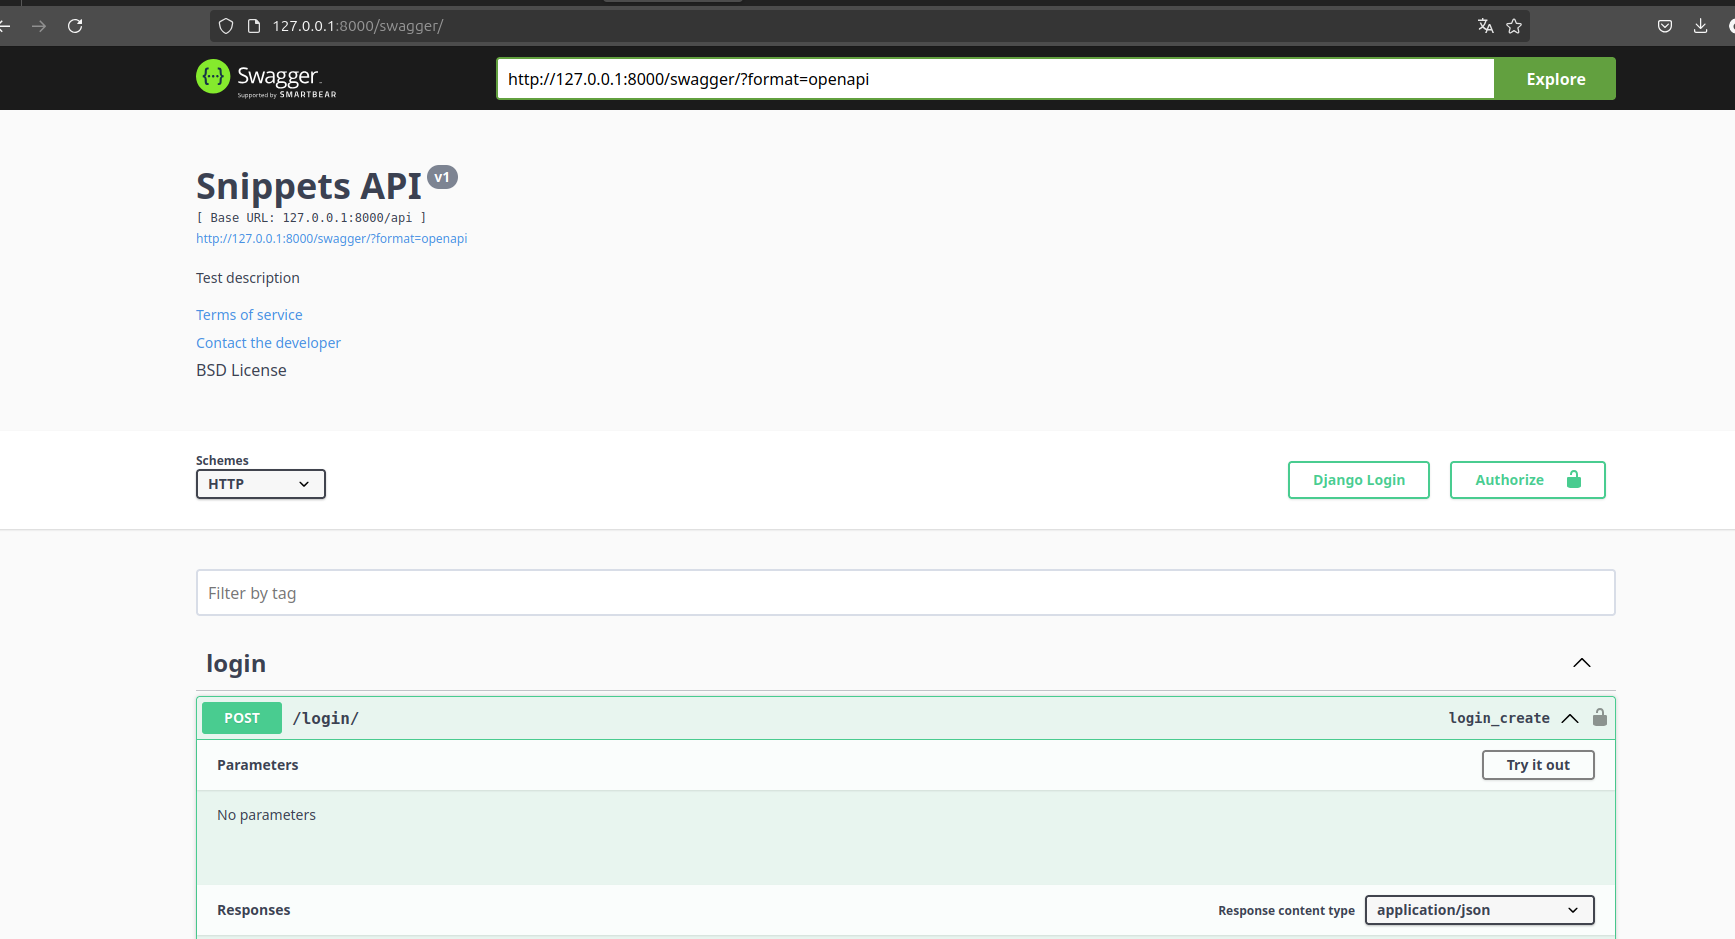 127.0.0.1:8000/swagger/
Swagger
Supported by SMARTBEAR
http://127.0.0.1:8000/swagger/?format=openapi
Explore
Snippets API v1
[ Base URL: 127.0.0.1:8000/api ]
http://127.0.0.1:8000/swagger/?format=openapi
Test description
Terms of service
Contact the developer
BSD License
Schemes
HTTP
Django Login
Authorize
Filter by tag
login
POST /login/ login_create
Parameters
Try it out
No parameters
Responses
Response content type
application/json